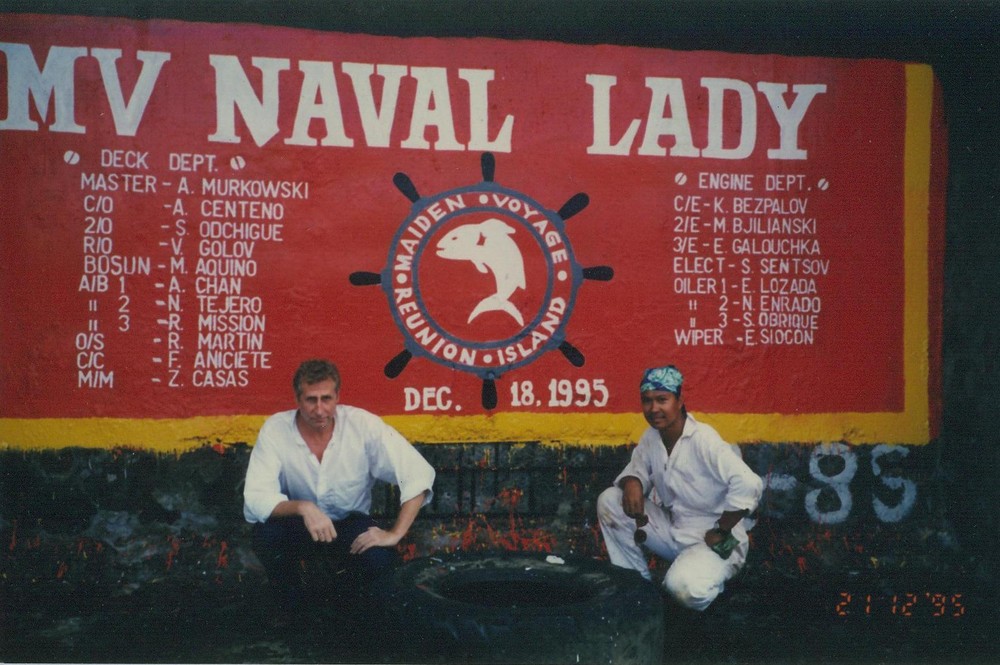 MV NAVAL LADY
DECK DEPT.
MASTER - A. MURKOWSKI
C/O - A. CENTENO
2/O - S. ODCHIGUE
R/O - V. GOLOV
BOSUN - M. AQUINO
A/B 1 - A. CHAN
" 2 - N. TEJERO
" 3 - R. MISSION
O/S - R. MARTIN
C/C - F. ANICIETE
M/M - Z. CASAS
MAIDEN • VOYAGE •
REUNION • ISLAND •
DEC. 18, 1995
ENGINE DEPT.
C/E - K. BEZPALOV
2/E - M. BJILIANSKI
3/E - E. GALOUCHKA
ELECT - S. SENTSOV
OILER 1 - E. LOZADA
" 2 - N. ENRADO
" 3 - S. OBRIQUE
WIPER - E SIOCON
-85
21 12 '95